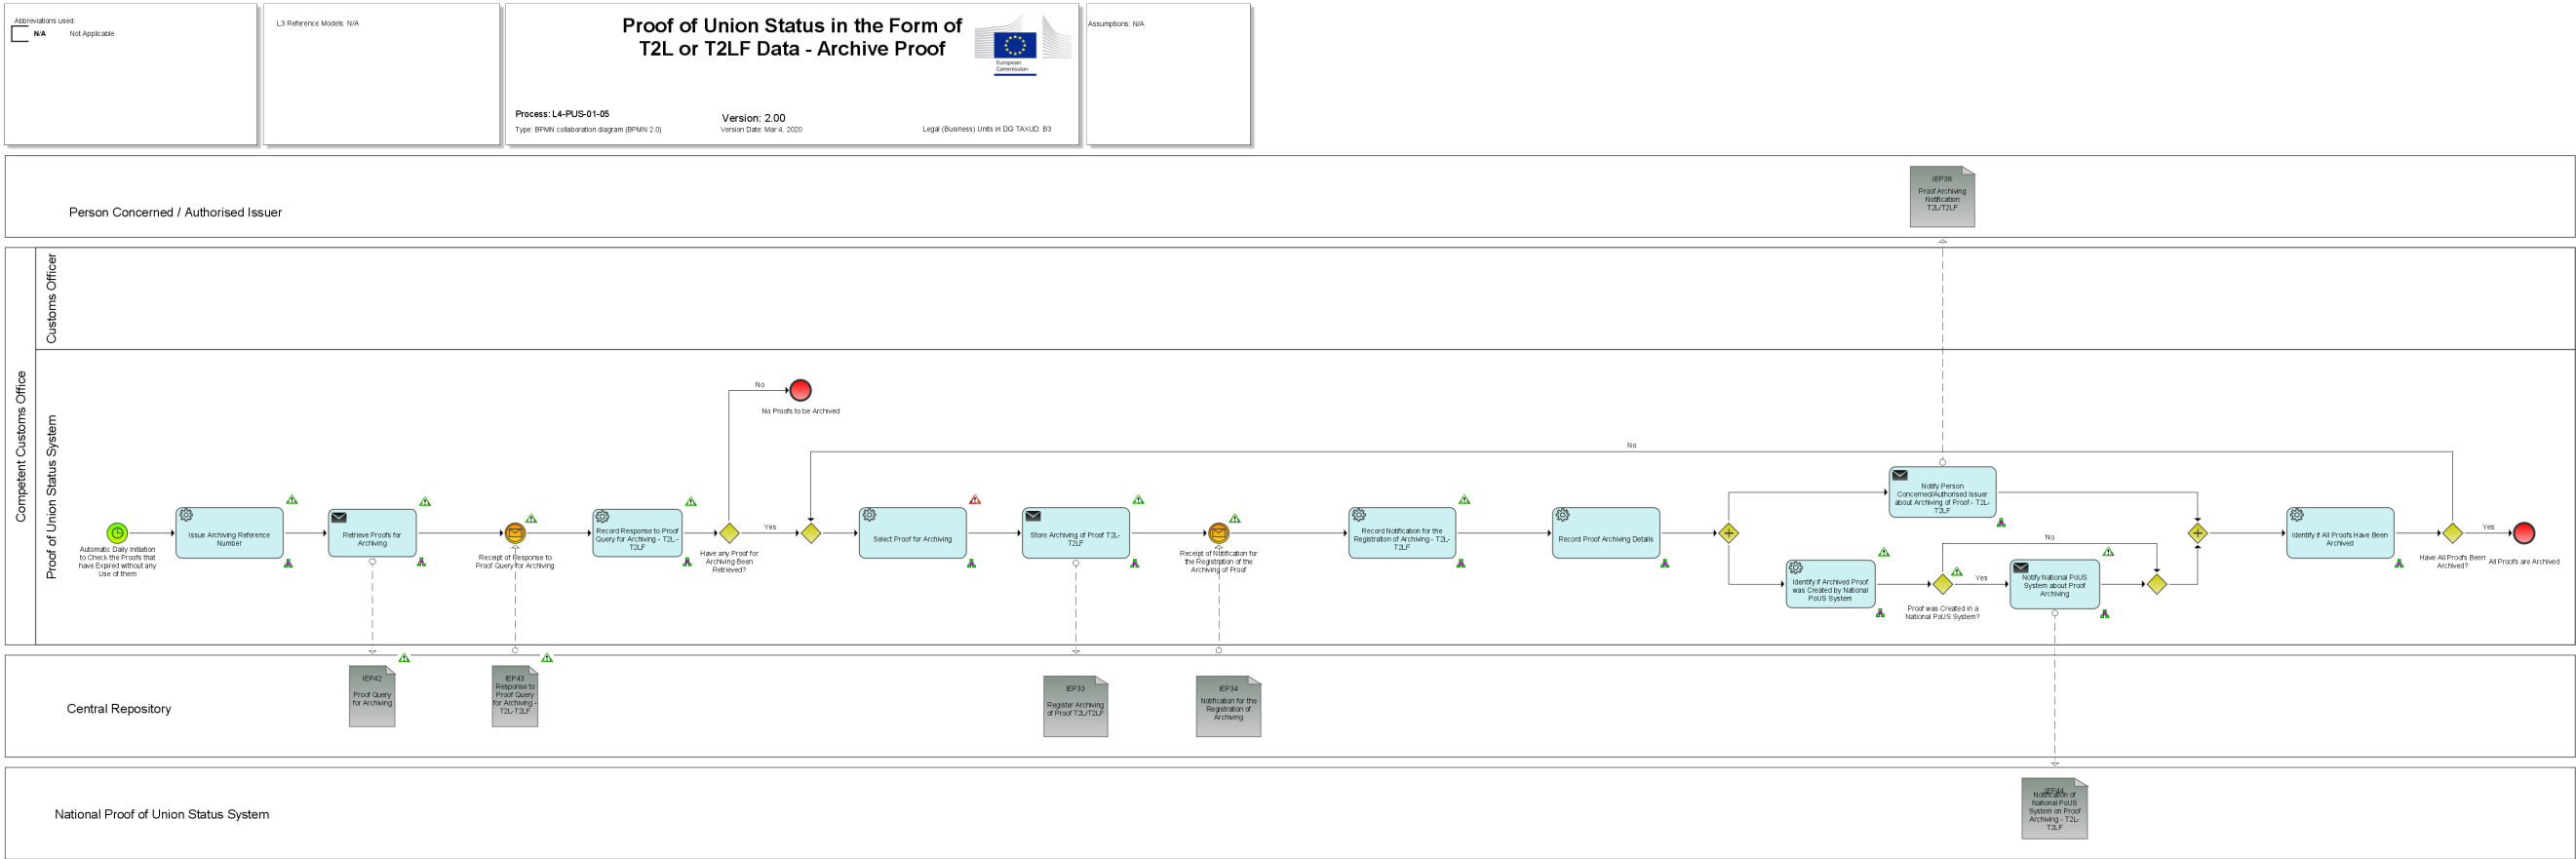 Abbreviations used:
N/A Not Applicable
L3 Reference Models: N/A
Proof of Union Status in the Form of
T2L or T2LF Data - Archive Proof
European
Commission
Process: L4-PUS-01-05
Version: 2.00
Type: BPMN collaboration diagram (BPMN 2.0)
Version Date: Mar 4, 2020
Legal (Business) Units in DG TAXUD: B3
Assumptions: N/A
Person Concerned / Authorised Issuer
IEP38
Proof Archiving
Notification
T2L/T2LF
Competent Customs Office
Customs Officer
Proof of Union Status System
Automatic Daily Initiation
to Check the Proofs that
have Expired without any
Use of them
Issue Archiving Reference
Number
Retrieve Proofs for
Archiving
Receipt of Response to
Proof Query for Archiving
Record Response to Proof
Query for Archiving - T2L -
T2LF
Have any Proof for
Archiving Been
Retrieved?
No
No Proofs to be Archived
Yes
Select Proof for Archiving
Store Archiving of Proof T2L-
T2LF
Receipt of Notification for
the Registration of the
Archiving of Proof
Record Notification for the
Registration of Archiving - T2L-
T2LF
No
Record Proof Archiving Details
Notify Person
Concerned/Authorised Issuer
about Archiving of Proof - T2L-
T2LF
Identify if Archived Proof
was Created by National
PoUS System
Proof was Created in a
National PoUS System?
No
Yes
Notify National PoUS
System about Proof
Archiving
Identify if All Proofs Have Been
Archived
Have All Proofs Been
Archived?
Yes
All Proofs are Archived
Central Repository
IEP42
Proof Query
for Archiving
IEP43
Response to
Proof Query
for Archiving -
T2L-T2LF
IEP33
Register Archiving
of Proof T2L/T2LF
IEP34
Notification for the
Registration of
Archiving
National Proof of Union Status System
IEP44
Notification of
National PoUS
System on Proof
Archiving - T2L-
T2LF